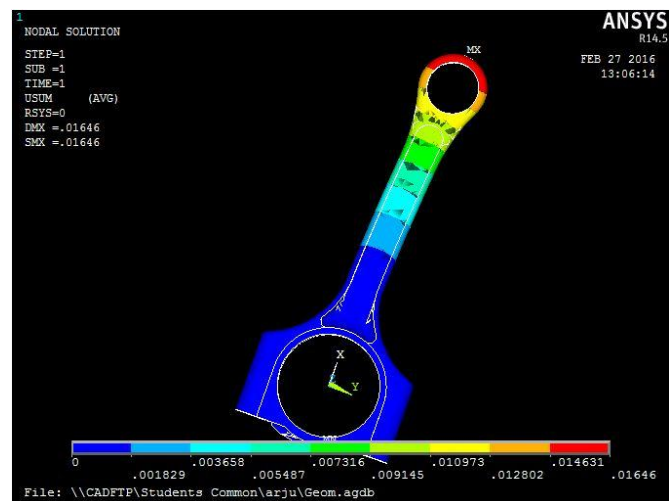 1
NODAL SOLUTION
STEP=1
SUB =1
TIME=1
USUM (AVG)
RSYS=0
DMX =.01646
SMX =.01646
ANSYS
R14.5
FEB 27 2016
13:06:14
MX
X
Y
0 .003658 .007316 .010973 .014631
.001829 .005487 .009145 .012802 .01646
File: \\CADFTP\Students Common\arju\Geom.agdb